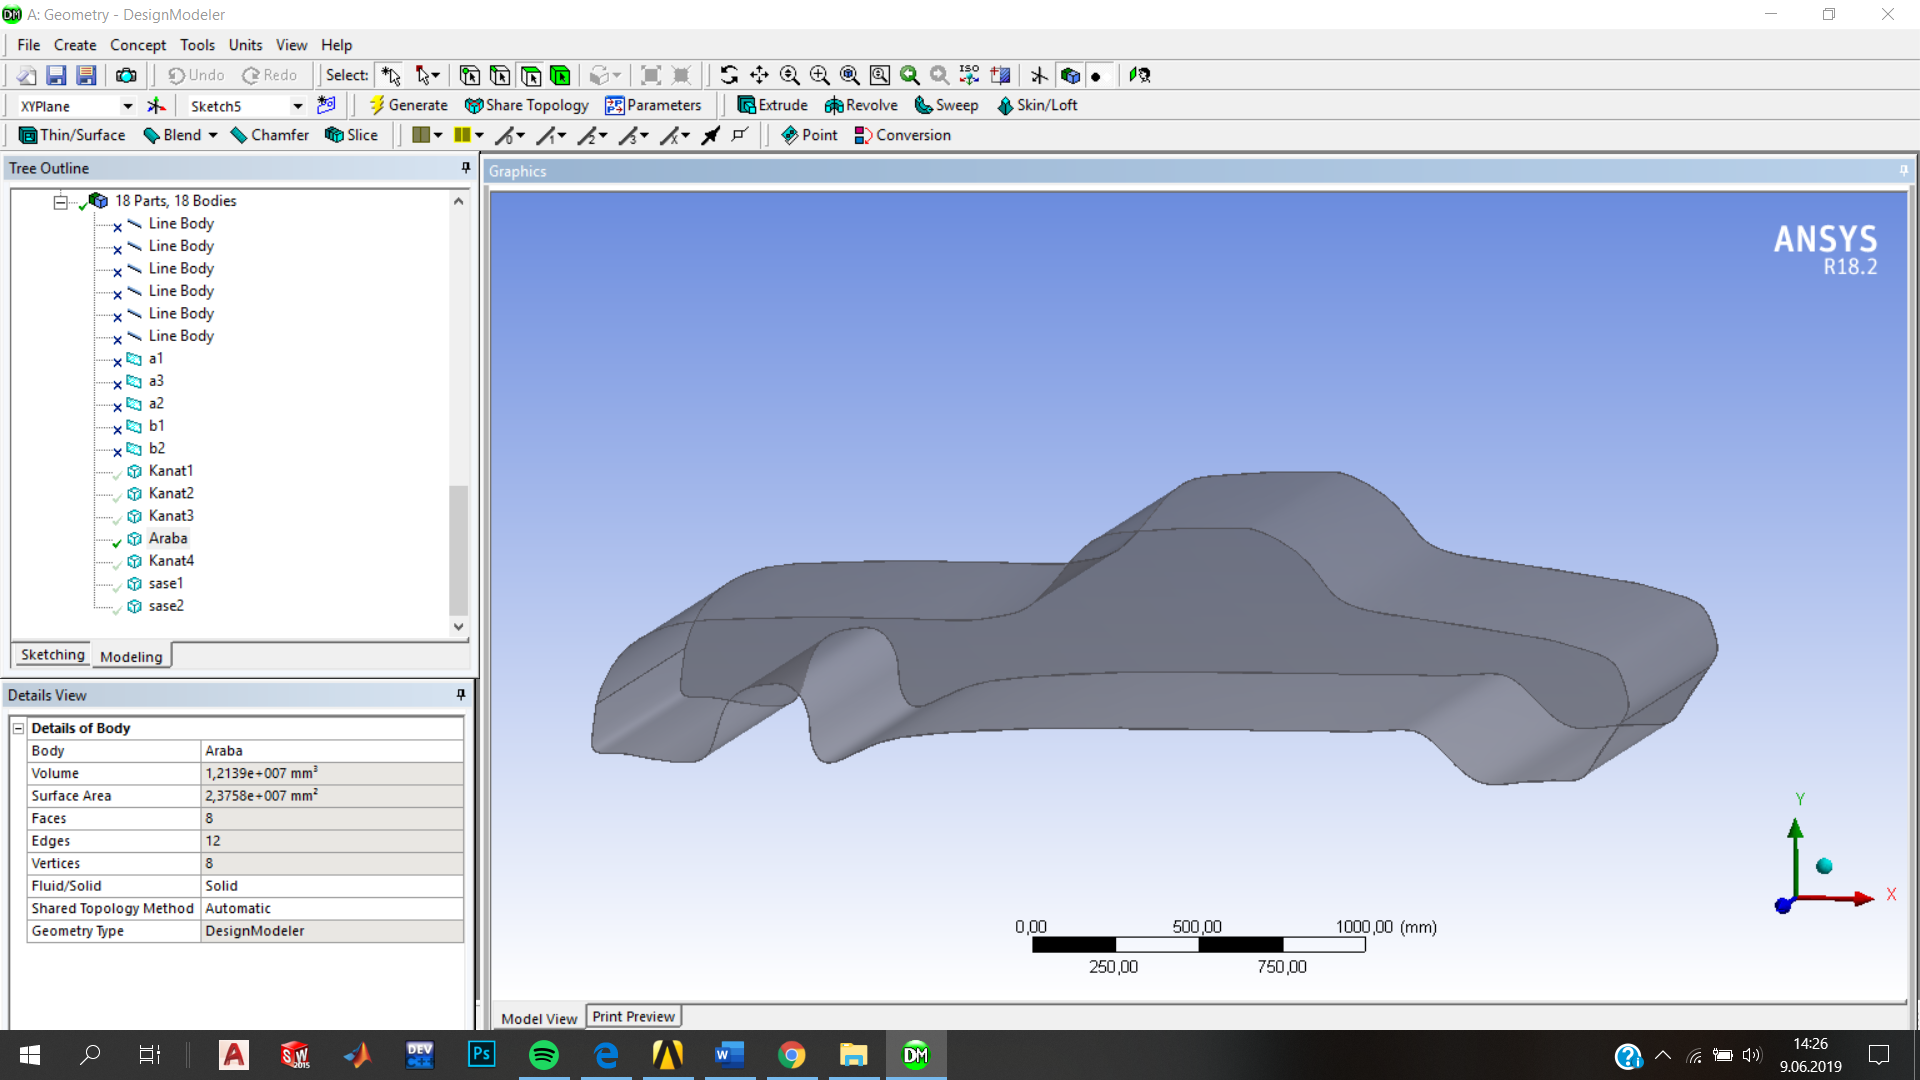 A: Geometry - DesignModeler
File Create Concept Tools Units View Help
Undo Redo Select: ISO
XYPlane Sketch5 Generate Share Topology Parameters Extrude Revolve Sweep Skin/Loft
Thin/Surface Blend Chamfer Slice Point Conversion
Tree Outline
18 Parts, 18 Bodies
Line Body
Line Body
Line Body
Line Body
Line Body
Line Body
a1
a3
a2
b1
b2
Kanat1
Kanat2
Kanat3
Araba
Kanat4
sase1
sase2
Sketching Modeling
Details View
Details of Body
Body Araba
Volume 1,2139e+007 mm³
Surface Area 2,3758e+007 mm²
Faces 8
Edges 12
Vertices 8
Fluid/Solid Solid
Shared Topology Method Automatic
Geometry Type DesignModeler
Graphics
ANSYS
R18.2
Y
X
0,00 500,00 1000,00 (mm)
250,00 750,00
Model View Print Preview
A SW 2015 DEV Ps W DM
14:26
9.06.2019